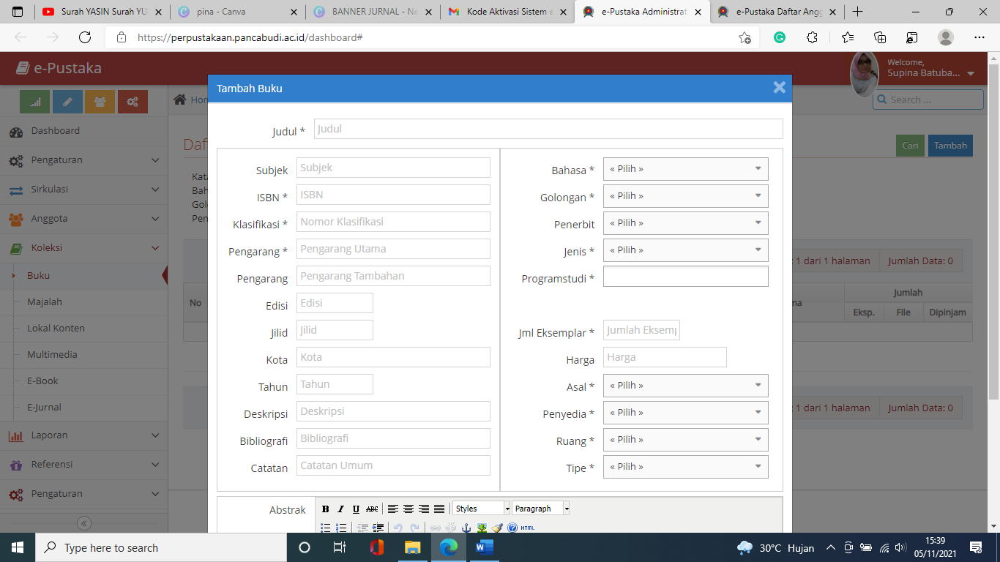 Surah YASIN Surah YU
pina - Canva
BANNER JURNAL - Ne
Kode Aktivasi Sistem e
e-Pustaka Administrat
e-Pustaka Daftar Angg
https://perpustakaan.pancabudi.ac.id/dashboard#
e-Pustaka
Welcome,
Supina Batuba...
Tambah Buku
Hom
Search ...
Dashboard
Pengaturan
Sirkulasi
Anggota
Koleksi
Buku
Majalah
Lokal Konten
Multimedia
E-Book
E-Jurnal
Laporan
Referensi
Pengaturan
Daf
Cari
Tambah
Kata
Bah
Gol
Pen
Judul *
Judul
Subjek
Subjek
ISBN *
ISBN
Klasifikasi *
Nomor Klasifikasi
Pengarang *
Pengarang Utama
Pengarang
Pengarang Tambahan
Edisi
Edisi
Jilid
Jilid
Kota
Kota
Tahun
Tahun
Deskripsi
Deskripsi
Bibliografi
Bibliografi
Catatan
Catatan Umum
Bahasa *
« Pilih »
Golongan *
« Pilih »
Penerbit
« Pilih »
Jenis *
« Pilih »
Programstudi *
Jml Eksemplar *
Jumlah Eksemp
Harga
Harga
Asal *
« Pilih »
Penyedia *
« Pilih »
Ruang *
« Pilih »
Tipe *
« Pilih »
: 1 dari 1 halaman
Jumlah Data: 0
No
ma
Jumlah
Eksp.
File
Dipinjam
: 1 dari 1 halaman
Jumlah Data: 0
Abstrak
B I U ABC
Styles
Paragraph
HTML
Type here to search
30°C Hujan
15:39
05/11/2021